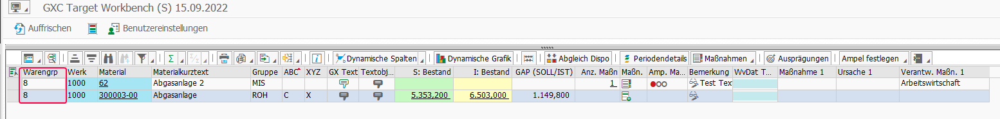 GXC Target Workbench (S) 15.09.2022
Auffrischen Benutzereinstellungen
Dynamische Spalten Dynamische Grafik Abgleich Dispo Periodendetails Maßnahmen Ausprägungen Ampel festlegen
Warengrp Werk Material Materialkurztext Gruppe ABC XYZ GX Text Textobj... S: Bestand I: Bestand GAP (SOLL/IST) Anz. Maßn Maßn. Amp. Ma... Bemerkung WvDat T... Maßnahme 1 Ursache 1 Verantw. Maßn. 1
8 1000 62 Abgasanlage 2 MIS 1 Test Tex Arbeitswirtschaft
8 1000 300003-00 Abgasanlage ROH C X 5.353,200 6.503,000 1.149,800